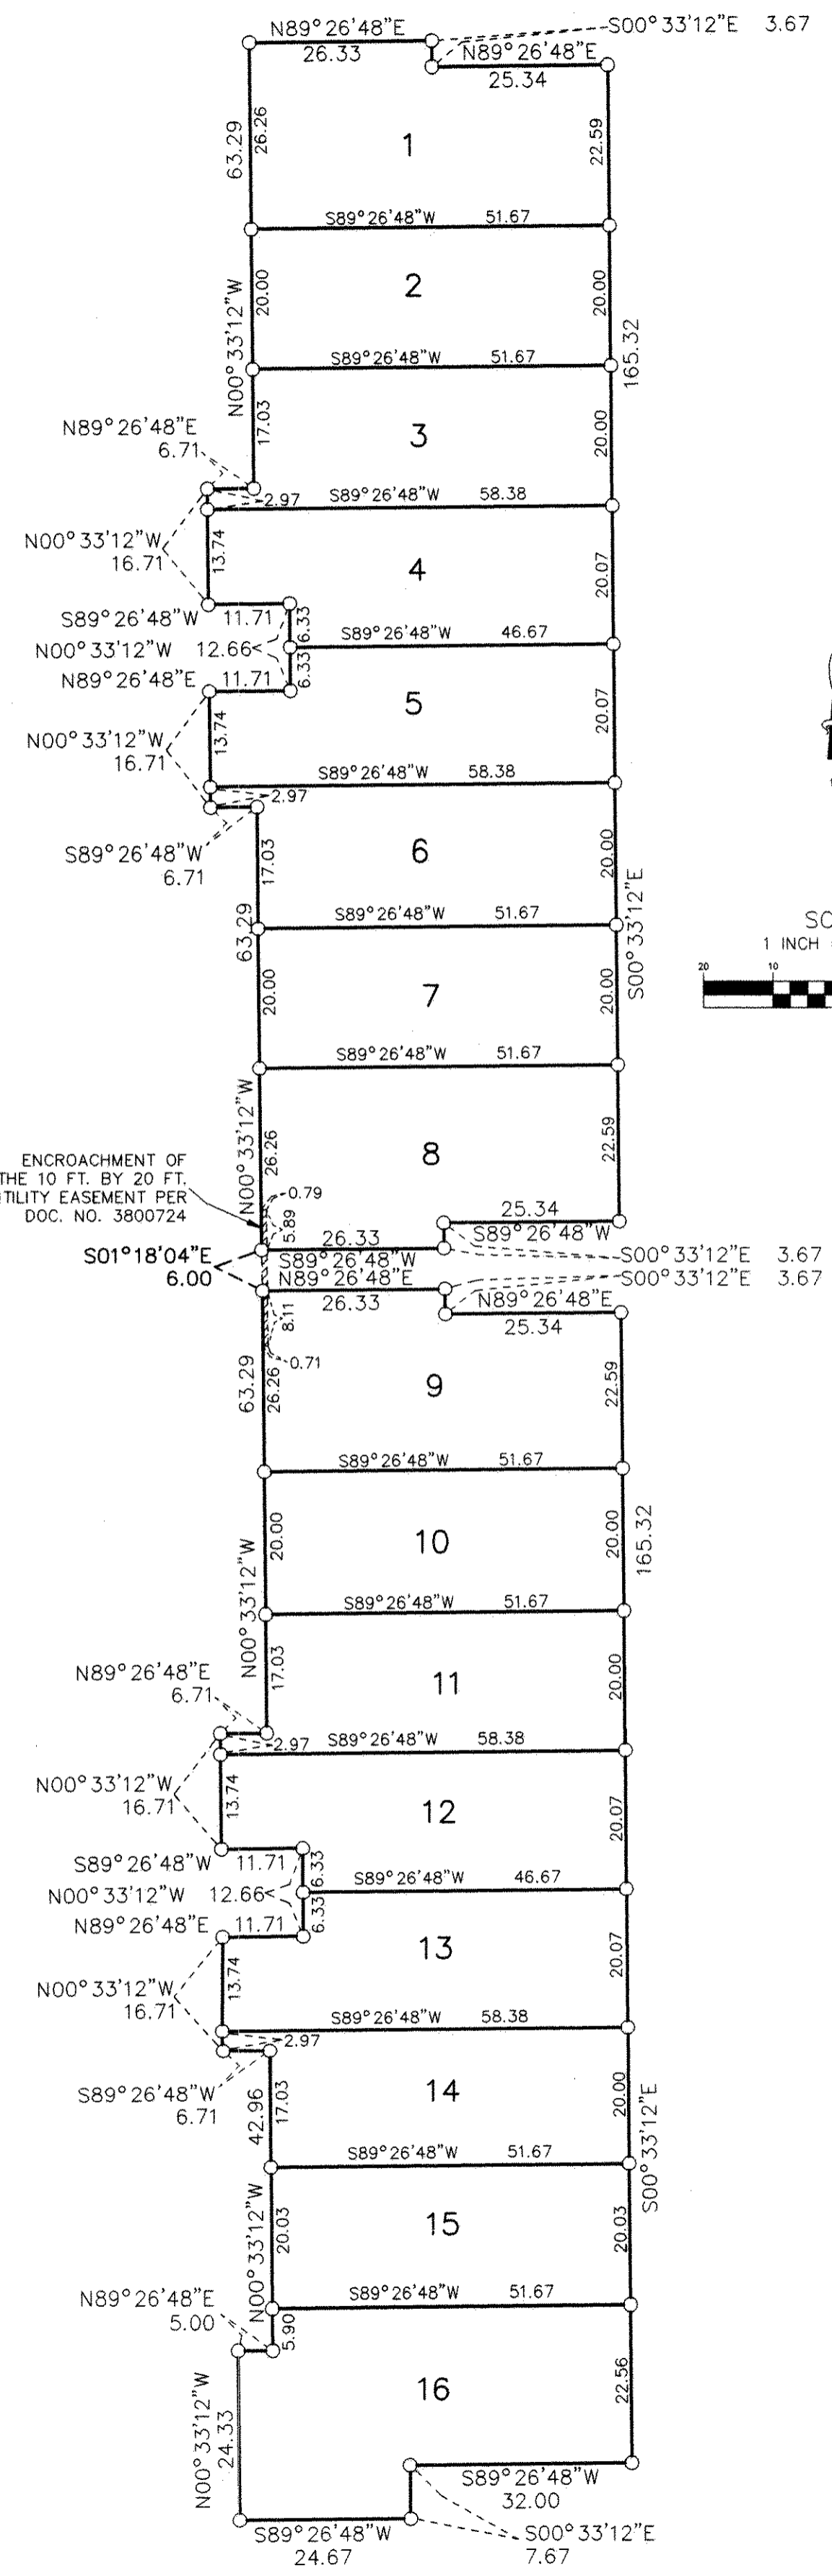 N89°26'48"E
26.33
S00°33'12"E 3.67
N89°26'48"E
25.34
63.29
26.26
1
22.59
S89°26'48"W 51.67
N00°33'12"W
20.00
2
20.00
165.32
S89°26'48"W 51.67
N89°26'48"E
6.71
17.03
3
20.00
2.97
S89°26'48"W 58.38
N00°33'12"W
16.71
13.74
4
20.07
S89°26'48"W 11.71
6.33
N00°33'12"W 12.66
S89°26'48"W 46.67
N89°26'48"E 11.71
6.33
5
20.07
N00°33'12"W
16.71
13.74
S89°26'48"W 58.38
2.97
S89°26'48"W
6.71
17.03
6
20.00
S00°33'12"E
63.29
S89°26'48"W 51.67
SC
1 INCH =
20 10
20.00
7
20.00
S89°26'48"W 51.67
N00°33'12"W
26.26
8
22.59
ENCROACHMENT OF
THE 10 FT. BY 20 FT.
TILITY EASEMENT PER
DOC. NO. 3800724
0.79
5.89
25.34
S89°26'48"W
26.33
S01°18'04"E
6.00
S89°26'48"W
S00°33'12"E 3.67
N89°26'48"E
S00°33'12"E 3.67
26.33
N89°26'48"E
25.34
8.11
0.71
63.29
26.26
9
22.59
S89°26'48"W 51.67
N00°33'12"W
20.00
10
20.00
165.32
S89°26'48"W 51.67
N89°26'48"E
6.71
17.03
11
20.00
2.97
S89°26'48"W 58.38
N00°33'12"W
16.71
13.74
12
20.07
S89°26'48"W 11.71
6.33
N00°33'12"W 12.66
S89°26'48"W 46.67
N89°26'48"E 11.71
6.33
13
20.07
N00°33'12"W
16.71
13.74
S89°26'48"W 58.38
2.97
S89°26'48"W
6.71
42.96
17.03
14
20.00
S00°33'12"E
S89°26'48"W 51.67
N00°33'12"W
20.03
15
20.03
N89°26'48"E
5.00
S89°26'48"W 51.67
5.90
16
22.56
N00°33'12"W
24.33
S89°26'48"W
32.00
S89°26'48"W
24.67
S00°33'12"E
7.67